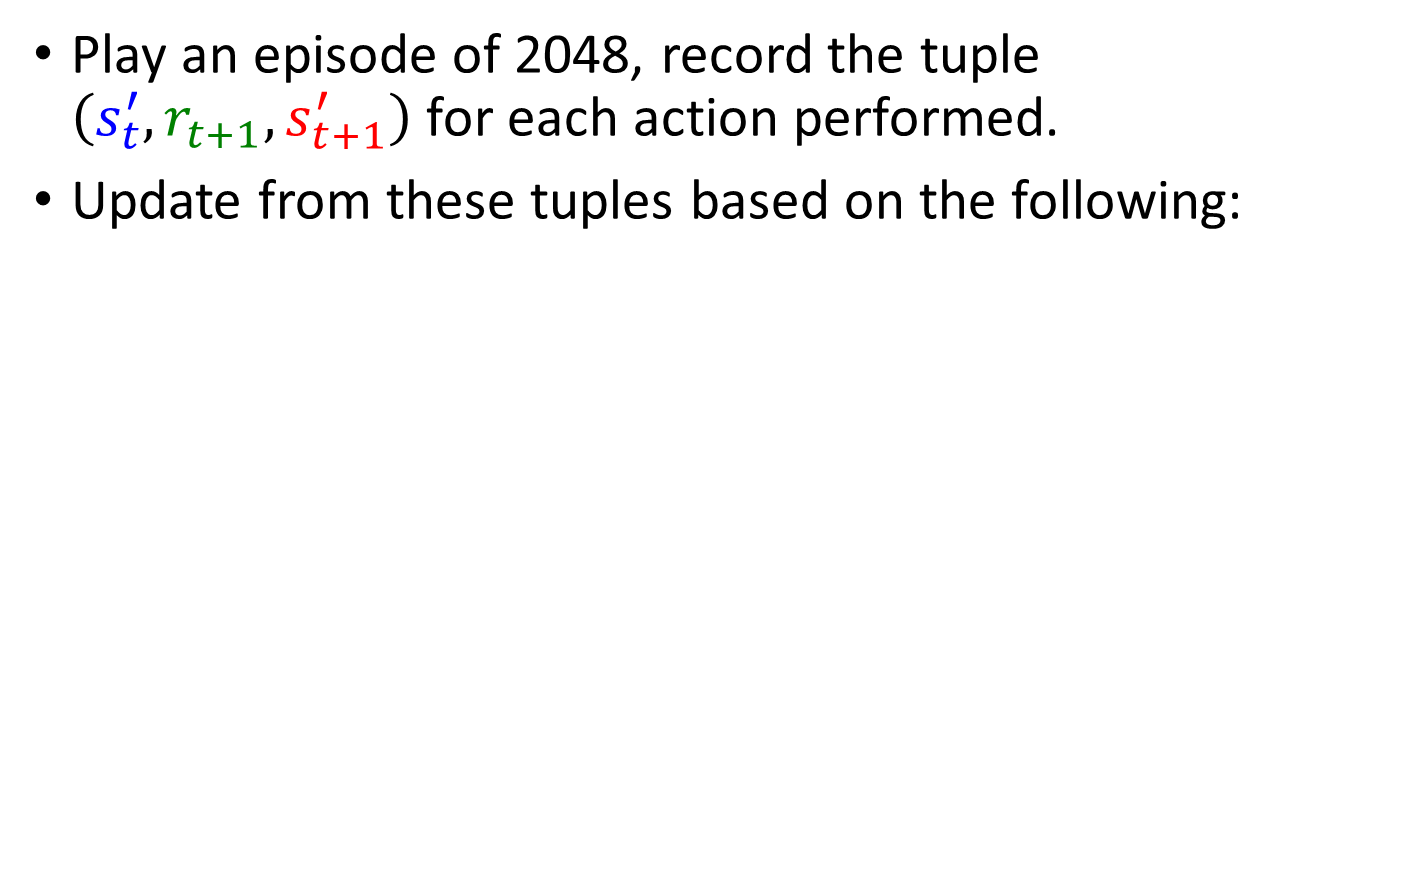 • Play an episode of 2048, record the tuple
(s′ₜ, rₜ₊₁, s′ₜ₊₁) for each action performed.
• Update from these tuples based on the following: